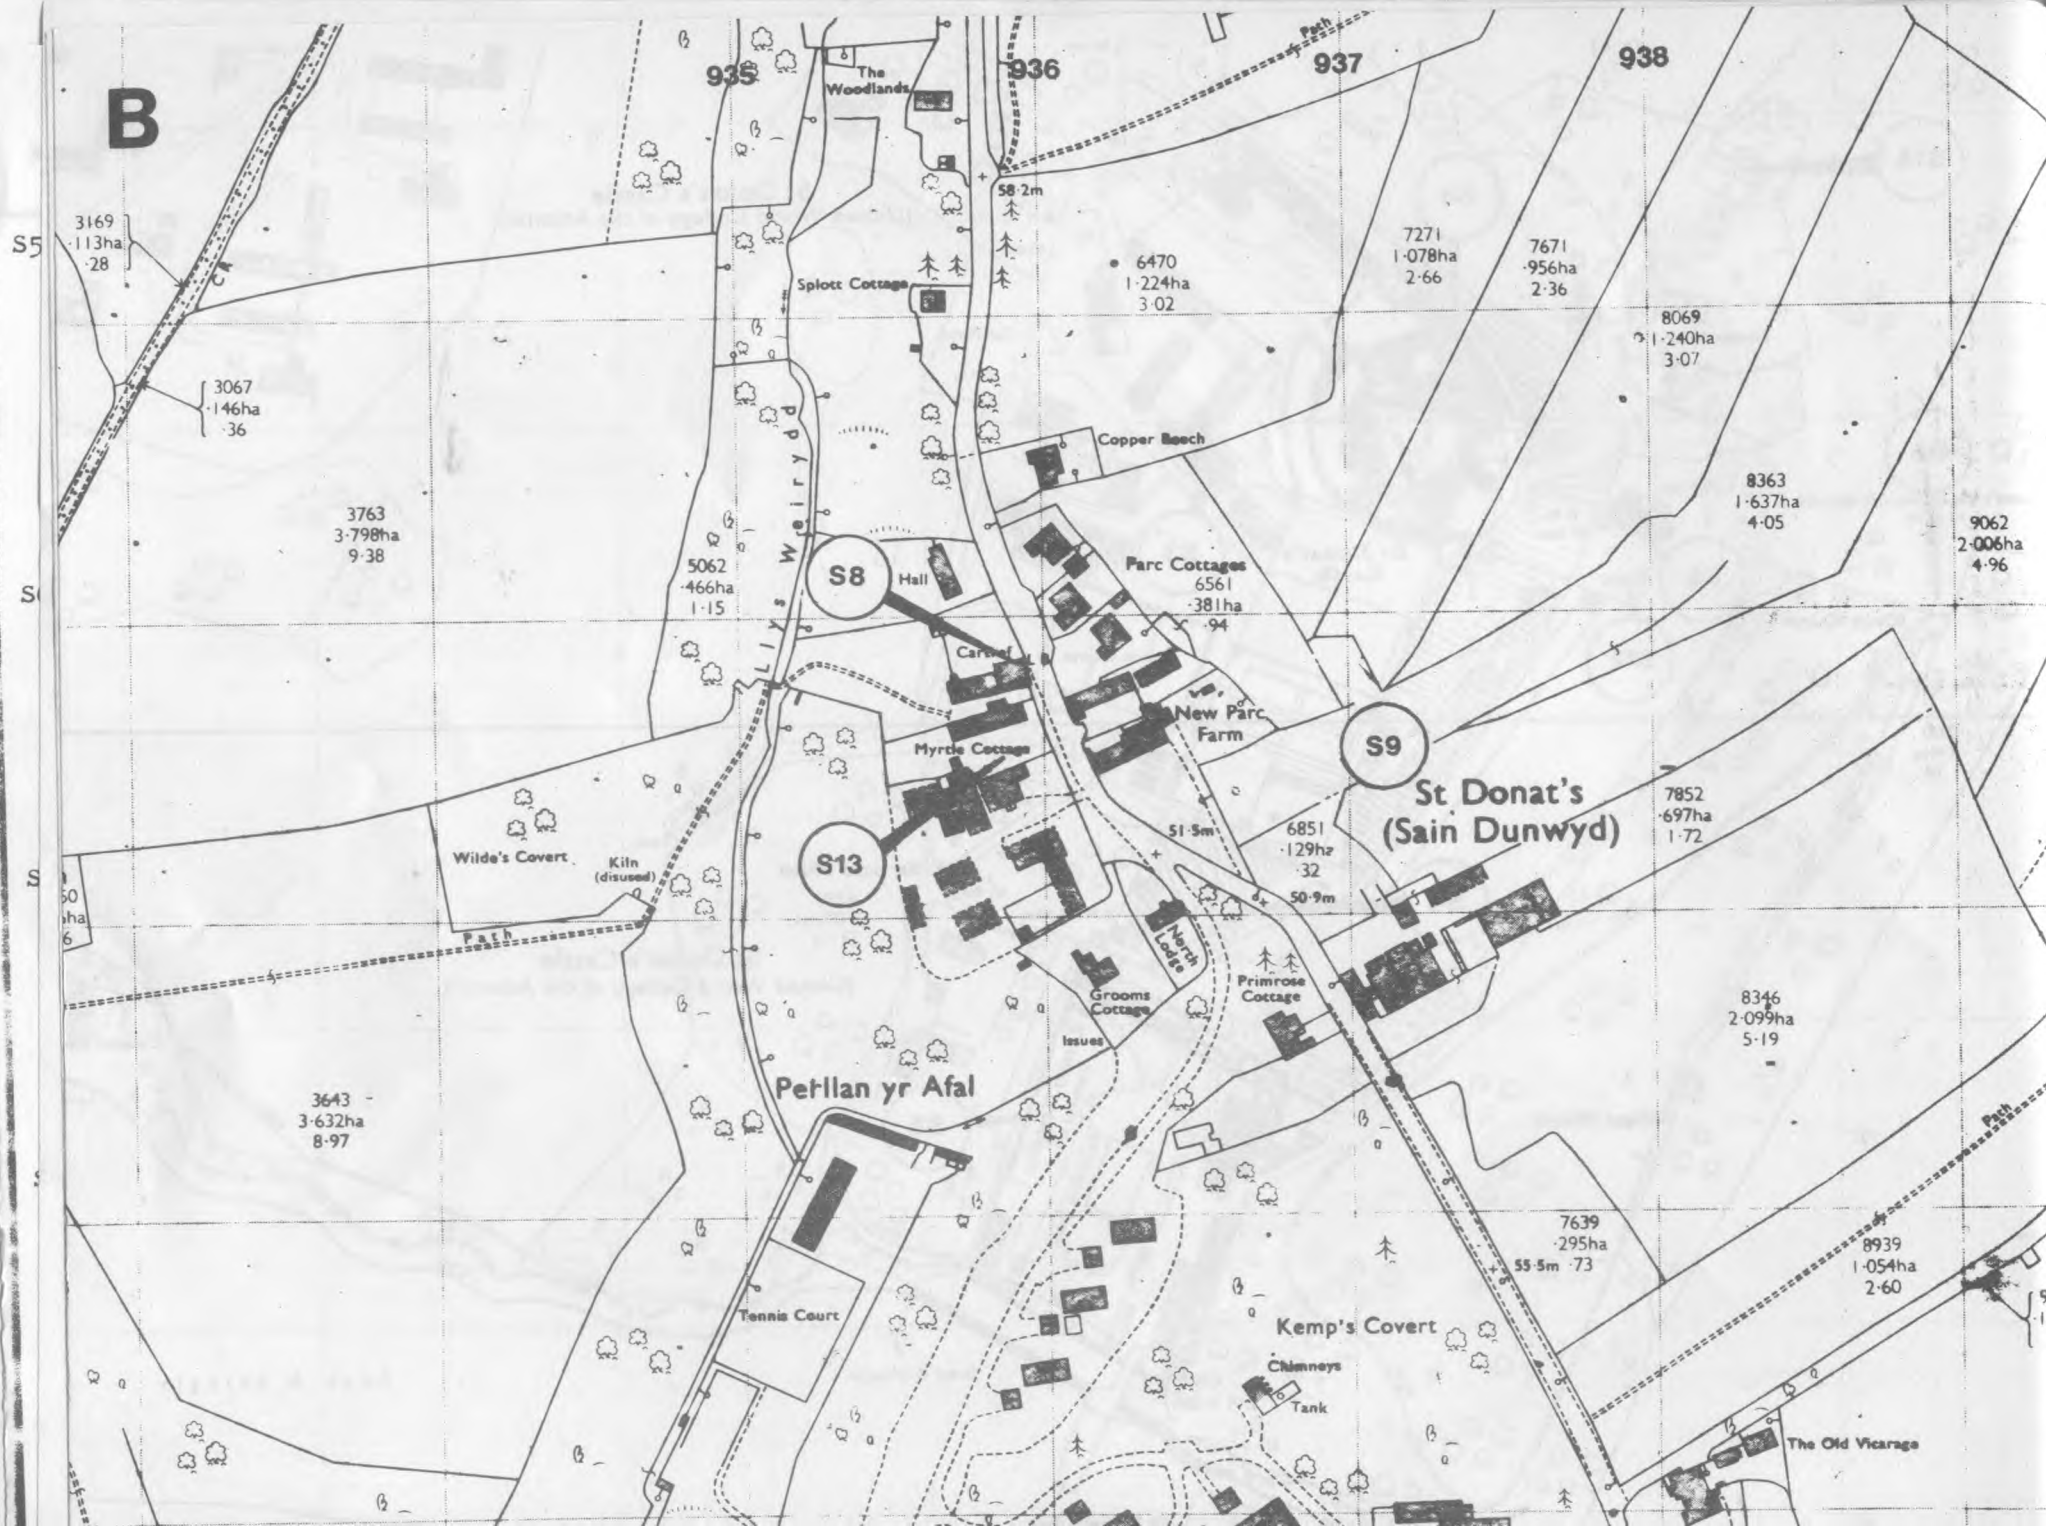 B
935
936
937
938
Path
The
Woodlands
58·2m
3169
·113ha
·28
S5
CR
Splott Cottage
6470
1·224ha
3·02
7271
1·078ha
2·66
7671
·956ha
2·36
8069
1·240ha
3·07
3067
·146ha
·36
Copper Beech
8363
1·637ha
4·05
9062
2·006ha
4·96
3763
3·798ha
9·38
5062
·466ha
1·15
Llys Weirydd
S8
Hall
Parc Cottages
6561
·381ha
·94
Cartref
New Parc
Farm
S9
Myrtle Cottage
St Donat's
(Sain Dunwyd)
7852
·697ha
1·72
51·5m
6851
·129ha
·32
50·9m
S13
Wilde's Covert
Kiln
(disused)
Path
North
Lodge
Grooms
Cottage
Primrose
Cottage
8346
2·099ha
5·19
Issues
Perllan yr Afal
3643
3·632ha
8·97
Path
7639
·295ha
·73
55·5m
8939
1·054ha
2·60
Tennis Court
Kemp's Covert
Chimneys
Tank
The Old Vicarage